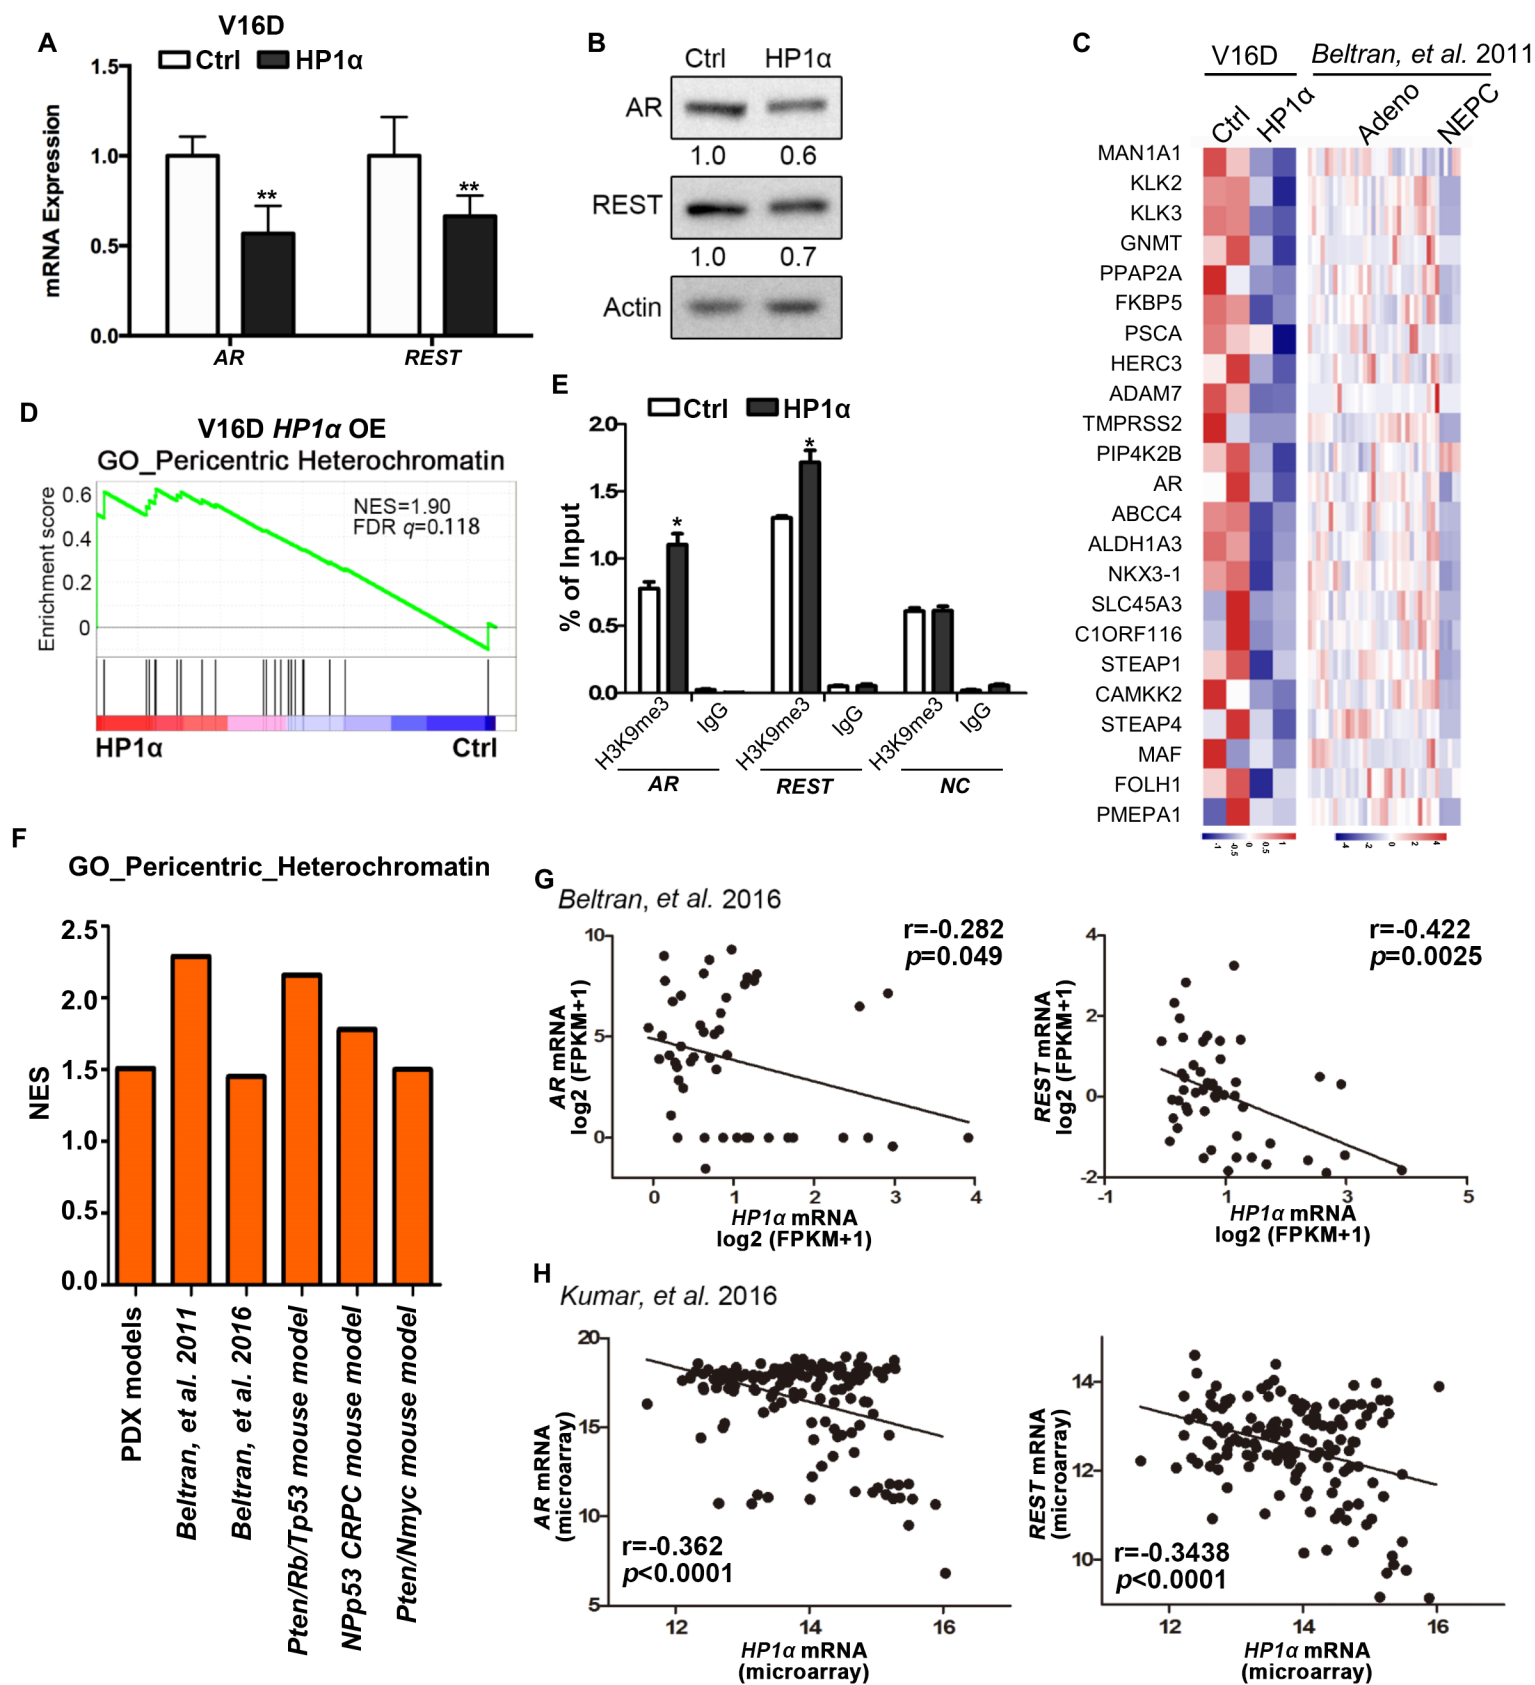 A
V16D
Ctrl HP1α
mRNA Expression
1.5
1.0
0.5
0.0
AR REST
**
**
B
Ctrl HP1α
AR
1.0 0.6
REST
1.0 0.7
Actin
C
V16D Beltran, et al. 2011
Ctrl HP1α Adeno NEPC
MAN1A1
KLK2
KLK3
GNMT
PPAP2A
FKBP5
PSCA
HERC3
ADAM7
TMPRSS2
PIP4K2B
AR
ABCC4
ALDH1A3
NKX3-1
SLC45A3
C1ORF116
STEAP1
CAMKK2
STEAP4
MAF
FOLH1
PMEPA1
-1 -0.5 0 0.5 1
-4 -2 0 2 4
D
V16D HP1α OE
GO_Pericentric Heterochromatin
Enrichment score
0.6
0.4
0.2
0
NES=1.90
FDR q=0.118
HP1α Ctrl
E
Ctrl HP1α
% of Input
2.0
1.5
1.0
0.5
0.0
*
*
H3K9me3 IgG H3K9me3 IgG H3K9me3 IgG
AR REST NC
F
GO_Pericentric_Heterochromatin
NES
2.5
2.0
1.5
1.0
0.5
0.0
PDX models
Beltran, et al. 2011
Beltran, et al. 2016
Pten/Rb/Tp53 mouse model
NPp53 CRPC mouse model
Pten/Nmyc mouse model
G
Beltran, et al. 2016
r=-0.282
p=0.049
AR mRNA
log2 (FPKM+1)
10
5
0
0 1 2 3 4
HP1α mRNA
log2 (FPKM+1)
r=-0.422
p=0.0025
REST mRNA
log2 (FPKM+1)
4
2
0
-2
-1 1 3 5
HP1α mRNA
log2 (FPKM+1)
H
Kumar, et al. 2016
AR mRNA
(microarray)
20
15
10
5
r=-0.362
p<0.0001
12 14 16
HP1α mRNA
(microarray)
REST mRNA
(microarray)
14
12
10
r=-0.3438
p<0.0001
12 14 16
HP1α mRNA
(microarray)